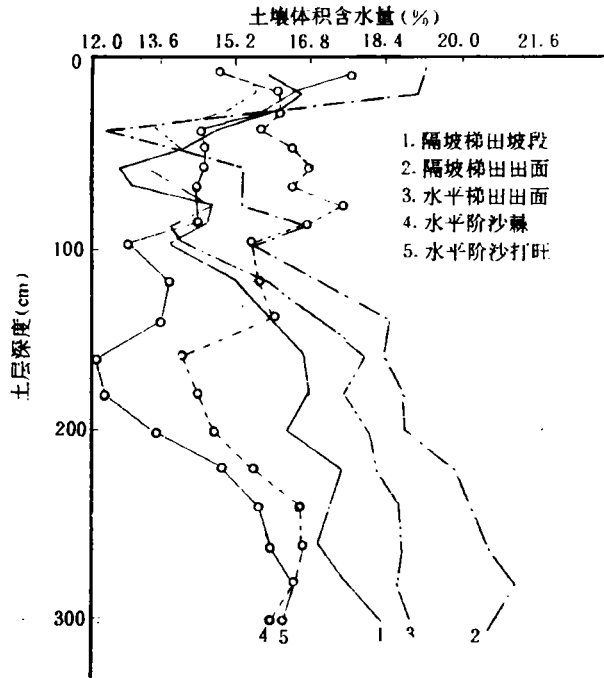 土壤体积含水量(%)
12.0 13.6 15.2 16.8 18.4 20.0 21.6
0
100
200
300
土层深度(cm)
1. 隔坡梯田坡段
2. 隔坡梯田田面
3. 水平梯田田面
4. 水平阶沙棘
5. 水平阶沙打旺
4 5 1 3 2